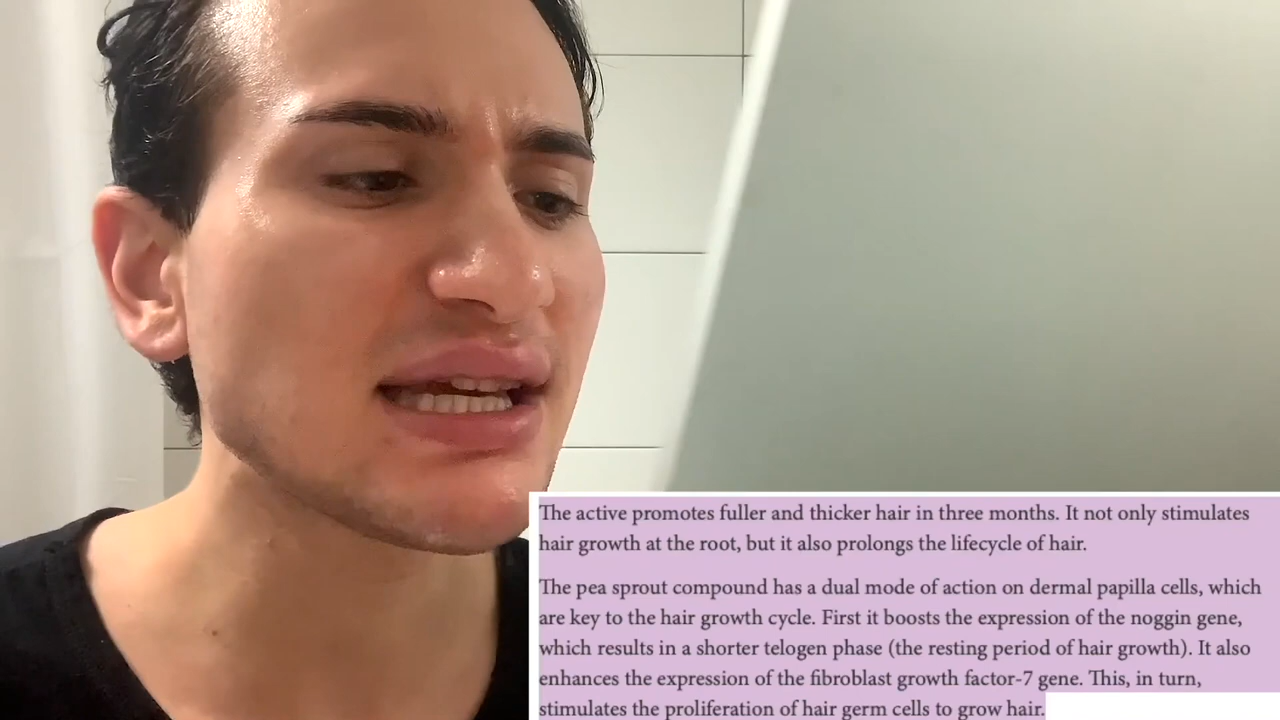 The active promotes fuller and thicker hair in three months. It not only stimulates
hair growth at the root, but it also prolongs the lifecycle of hair.
The pea sprout compound has a dual mode of action on dermal papilla cells, which
are key to the hair growth cycle. First it boosts the expression of the noggin gene,
which results in a shorter telogen phase (the resting period of hair growth). It also
enhances the expression of the fibroblast growth factor-7 gene. This, in turn,
stimulates the proliferation of hair germ cells to grow hair.